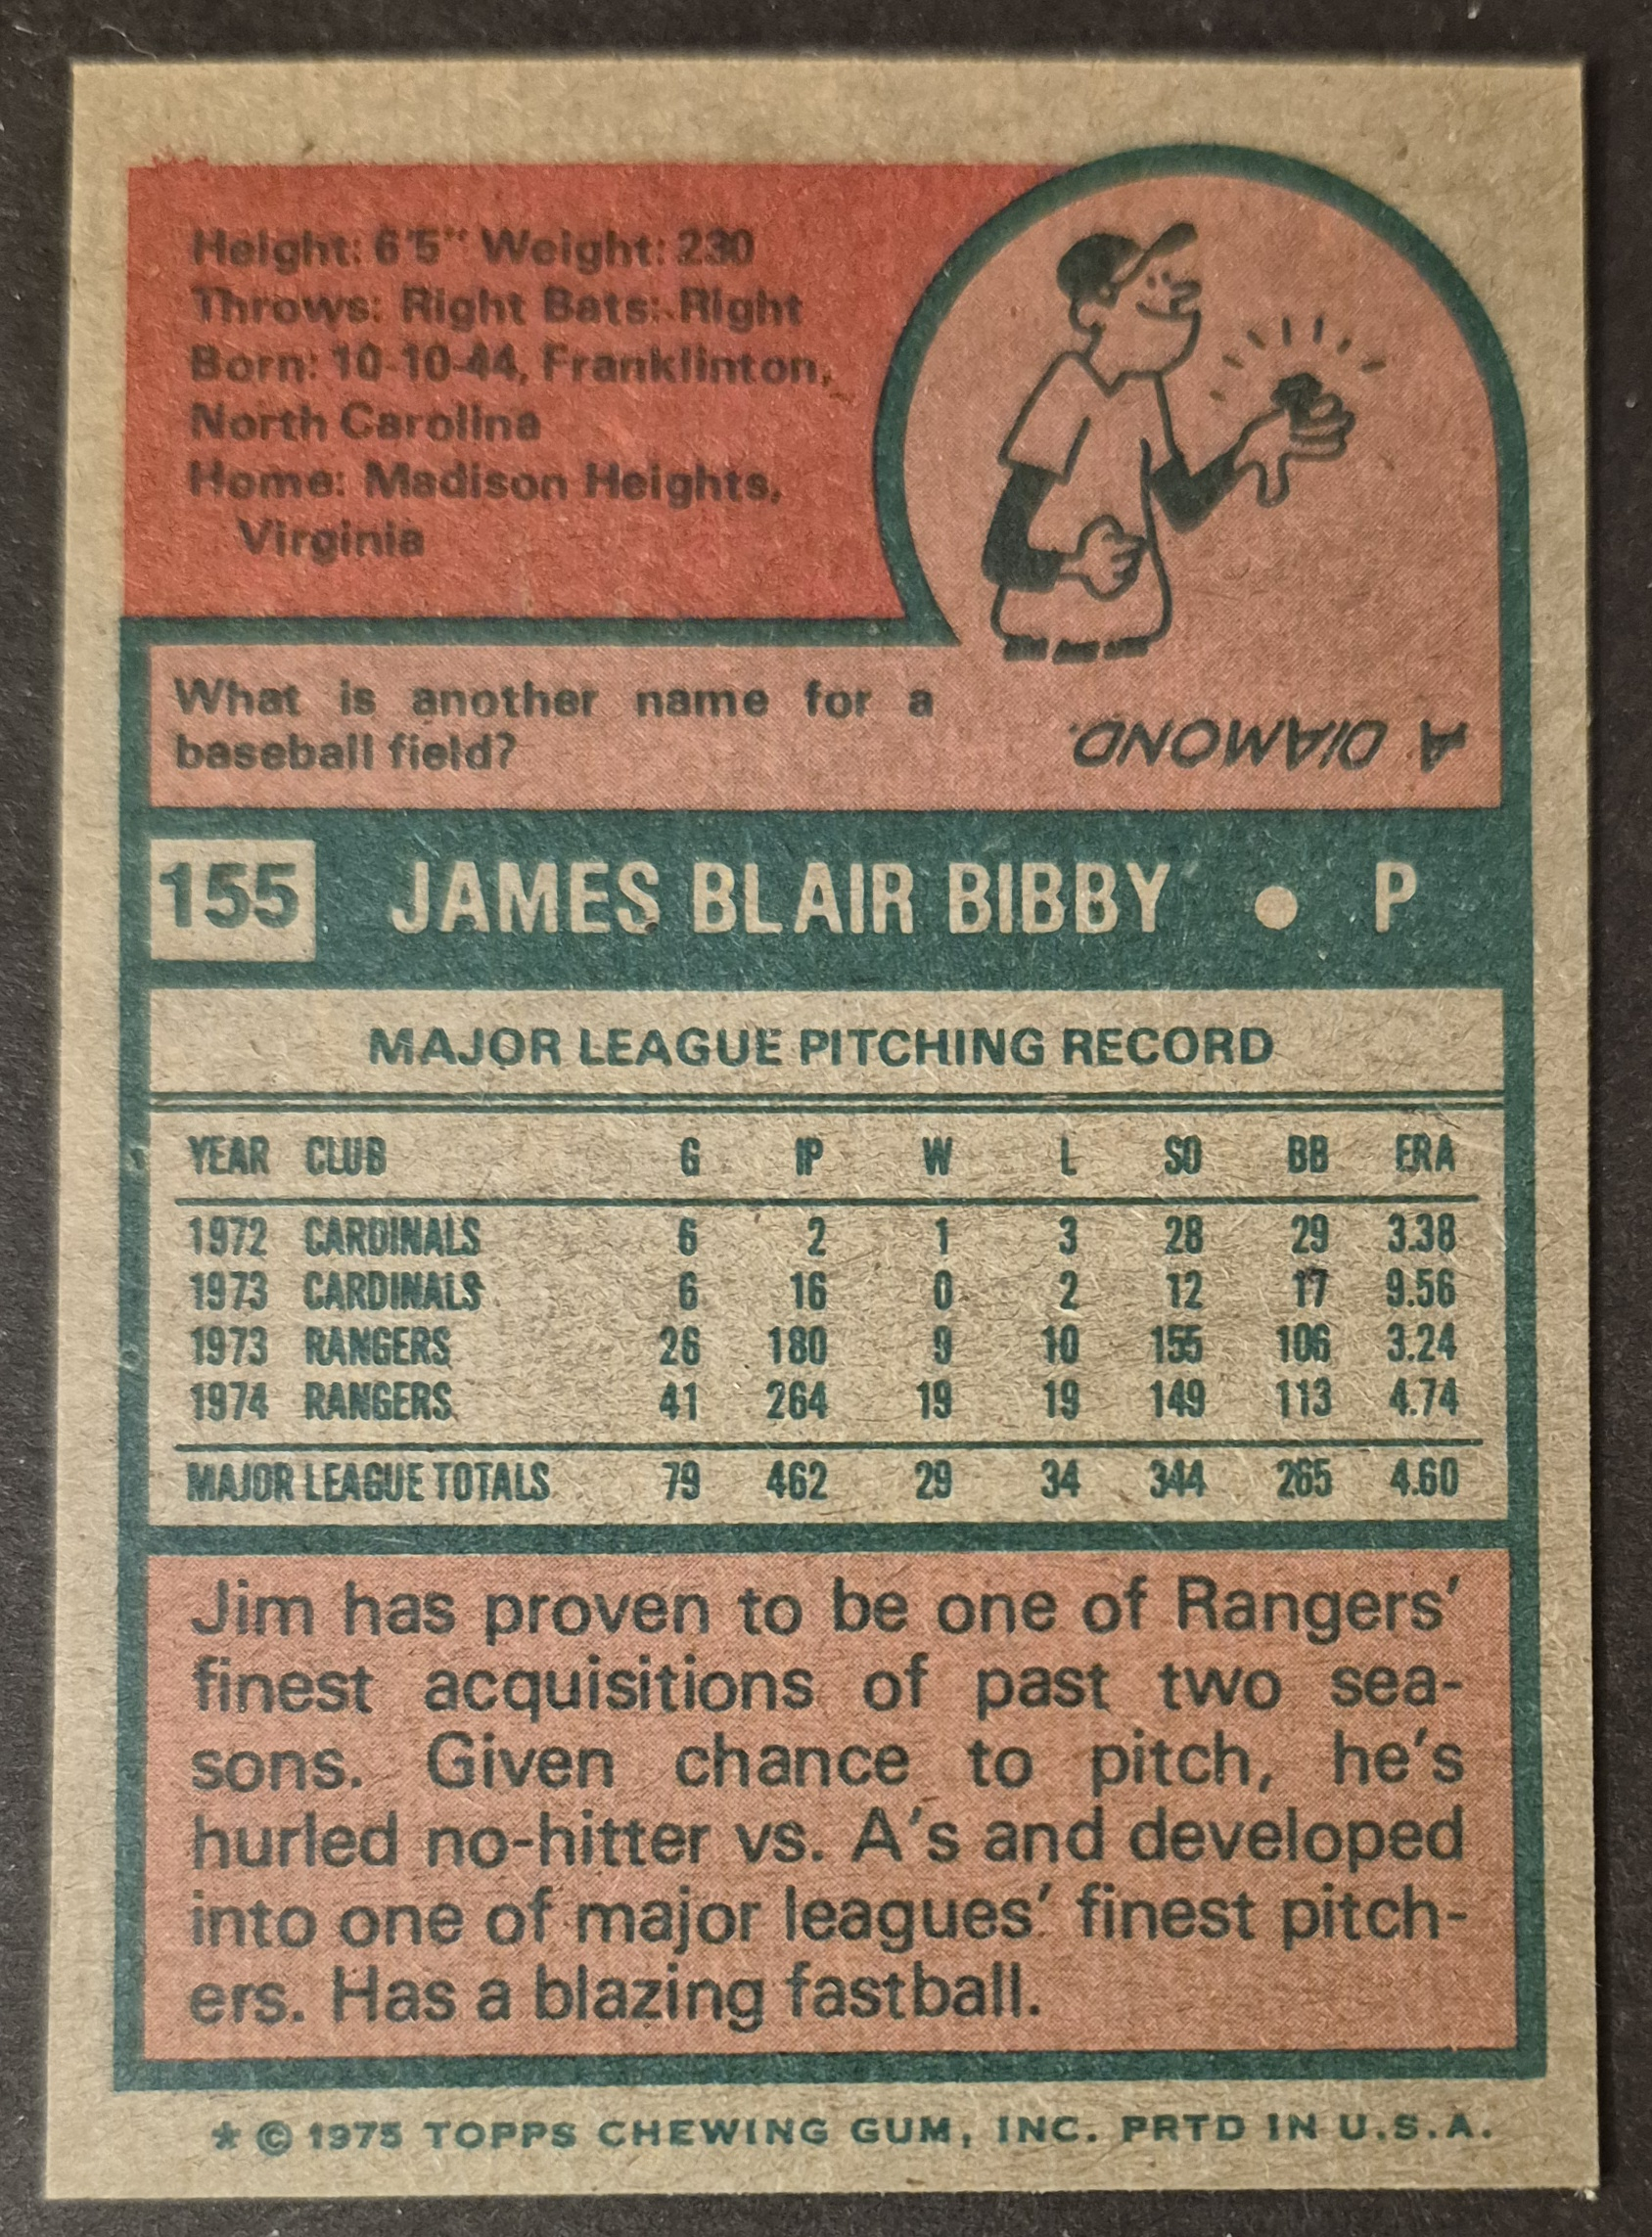 Height: 6'5" Weight: 230
Throws: Right Bats: Right
Born: 10-10-44, Franklinton,
North Carolina
Home: Madison Heights,
Virginia
What is another name for a
baseball field?
A DIAMOND.
155 JAMES BLAIR BIBBY • P
MAJOR LEAGUE PITCHING RECORD
YEAR CLUB G IP W L SO BB ERA
1972 CARDINALS 6 2 1 3 28 29 3.38
1973 CARDINALS 6 16 0 2 12 17 9.56
1973 RANGERS 26 180 9 10 155 106 3.24
1974 RANGERS 41 264 19 19 149 113 4.74
MAJOR LEAGUE TOTALS 79 462 29 34 344 265 4.60
Jim has proven to be one of Rangers'
finest acquisitions of past two sea-
sons. Given chance to pitch, he's
hurled no-hitter vs. A's and developed
into one of major leagues' finest pitch-
ers. Has a blazing fastball.
* © 1975 TOPPS CHEWING GUM, INC. PRTD IN U.S.A.